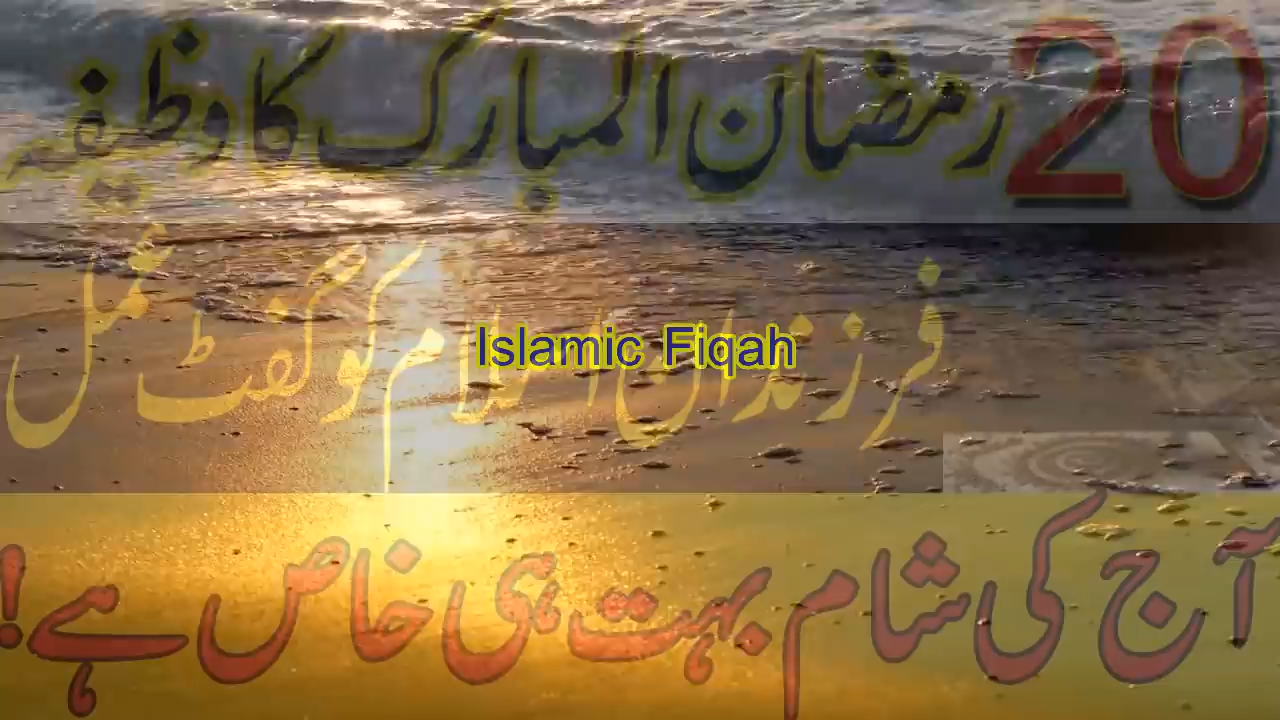 20 رمضان المبارک کا وظیفہ
فرزندان اسلام کو گفٹ عمل
Islamic Fiqah
آج کی شام بہت ہی خاص ہے!